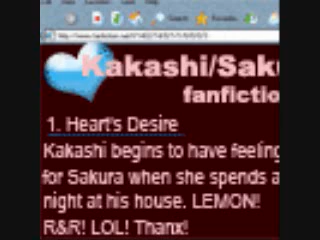 Kakashi/Saku
fanfictio
1. Heart's Desire
Kakashi begins to have feeling
for Sakura when she spends a
night at his house. LEMON!
R&R! LOL! Thanx!